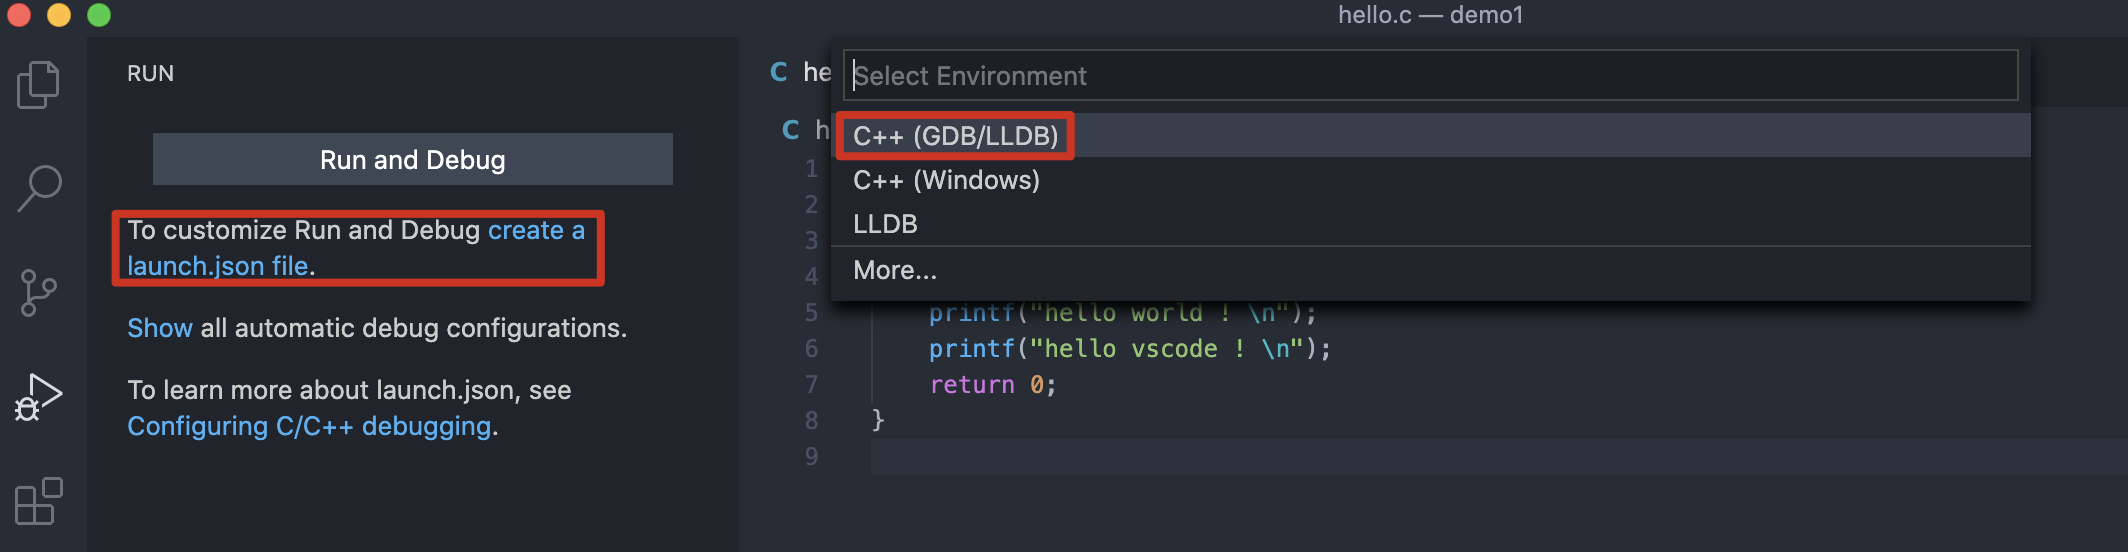 hello.c — demo1
RUN
Run and Debug
To customize Run and Debug create a
launch.json file.
Show all automatic debug configurations.
To learn more about launch.json, see
Configuring C/C++ debugging.
C he
Select Environment
C h
C++ (GDB/LLDB)
C++ (Windows)
LLDB
More...
1
2
3
4
5 printf("hello world ! \n");
6 printf("hello vscode ! \n");
7 return 0;
8 }
9